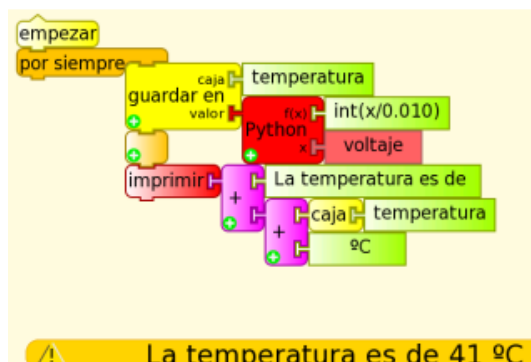 empezar
por siempre
caja temperatura
guardar en
valor f(x) int(x/0.010)
Python
x voltaje
imprimir + La temperatura es de
+ caja temperatura
ºC
La temperatura es de 41 ºC